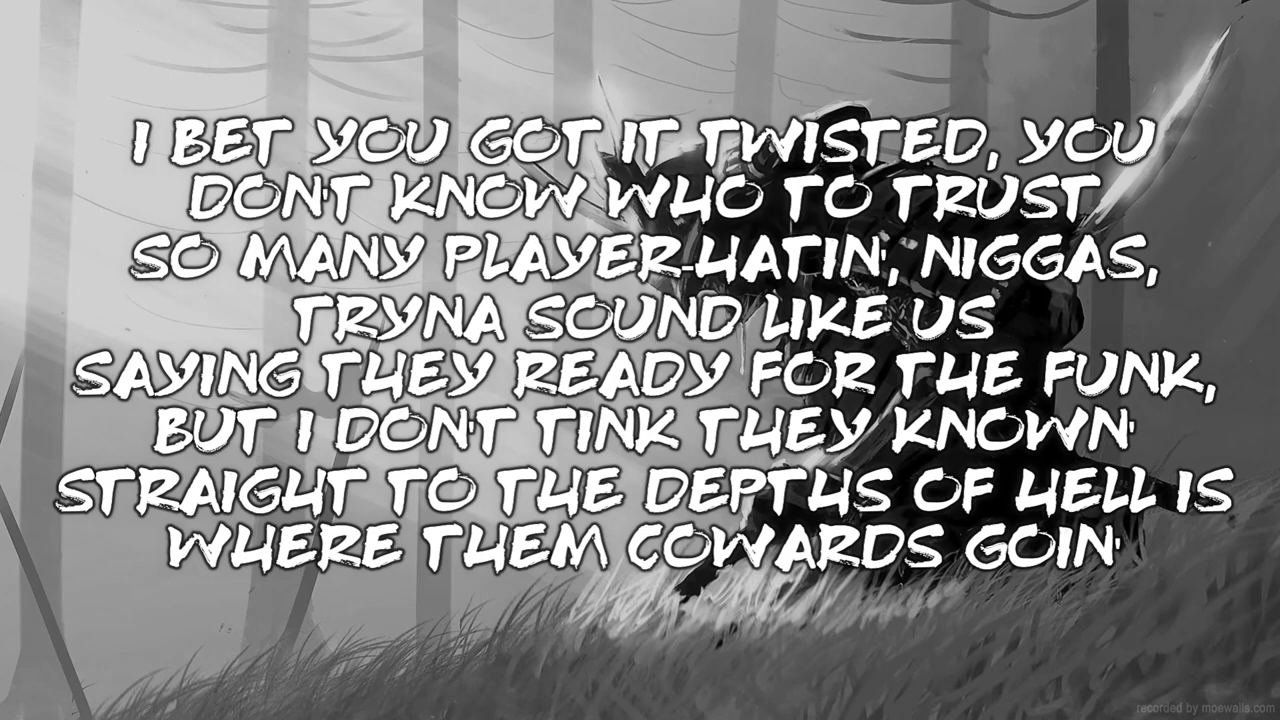 I BET YOU GOT IT TWISTED, YOU
DON'T KNOW WHO TO TRUST
SO MANY PLAYER-HATIN', NIGGAS,
TRYNA SOUND LIKE US
SAYING THEY READY FOR THE FUNK,
BUT I DON'T TINK THEY KNOWN'
STRAIGHT TO THE DEPTHS OF HELL IS
WHERE THEM COWARDS GOIN'
recorded by moewalls.com